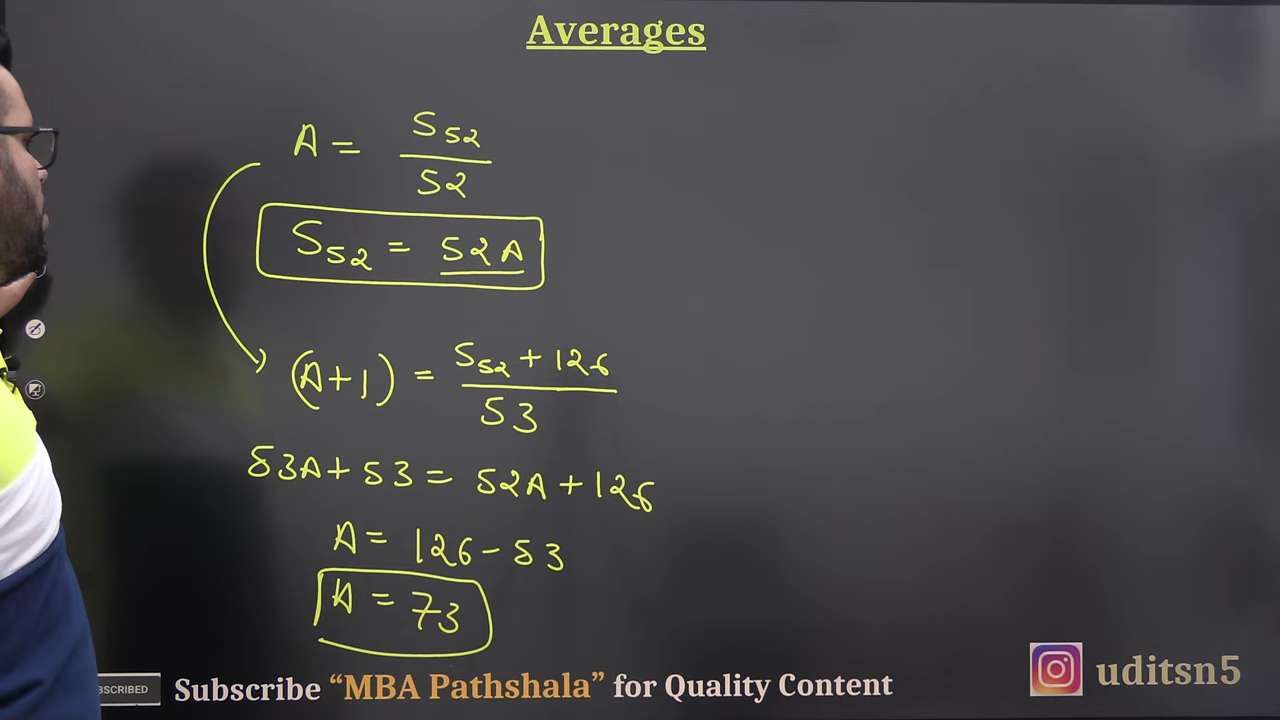 Averages
A = S52 / 52
S52 = 52A
(A+1) = S52 + 126 / 53
53A + 53 = 52A + 126
A = 126 - 53
A = 73
SCRIBED
Subscribe “MBA Pathshala” for Quality Content
uditsn5